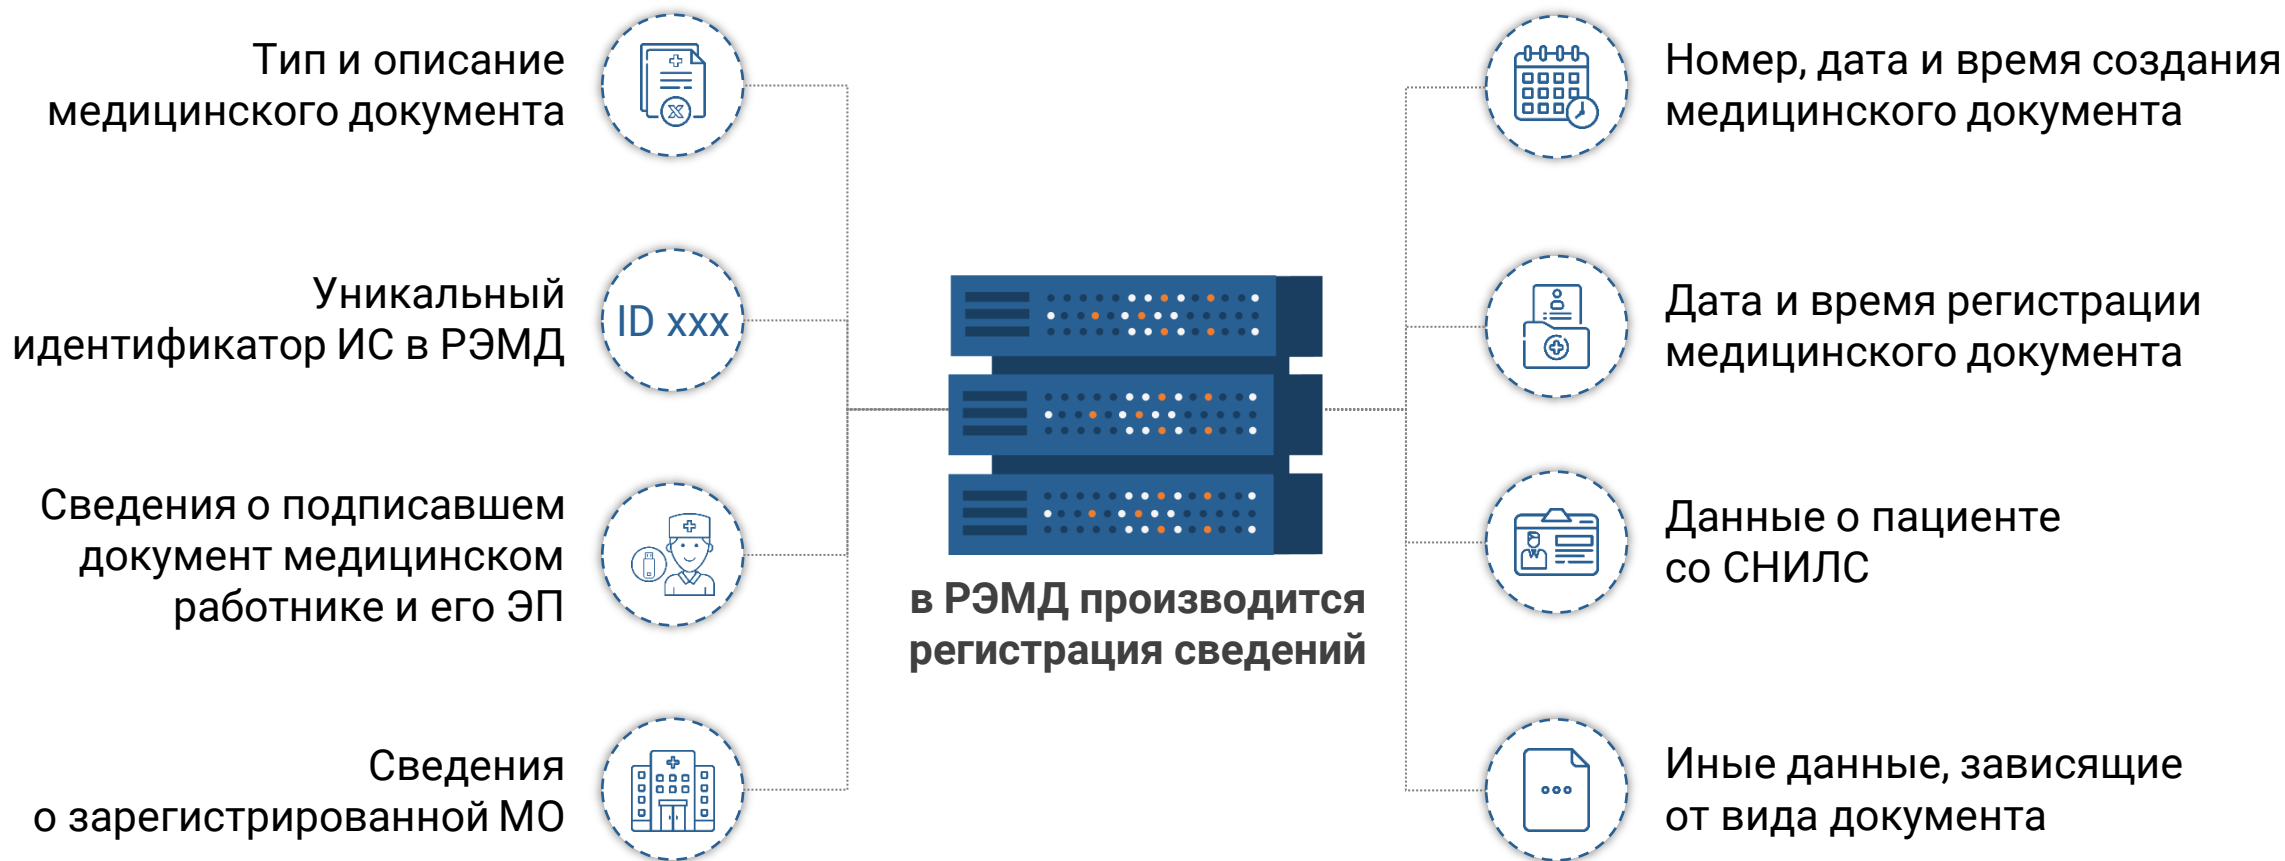 Тип и описание
медицинского документа
Уникальный
идентификатор ИС в РЭМД
ID xxx
Сведения о подписавшем
документ медицинском
работнике и его ЭП
Сведения
о зарегистрированной МО
в РЭМД производится
регистрация сведений
Номер, дата и время создания
медицинского документа
Дата и время регистрации
медицинского документа
Данные о пациенте
со СНИЛС
Иные данные, зависящие
от вида документа